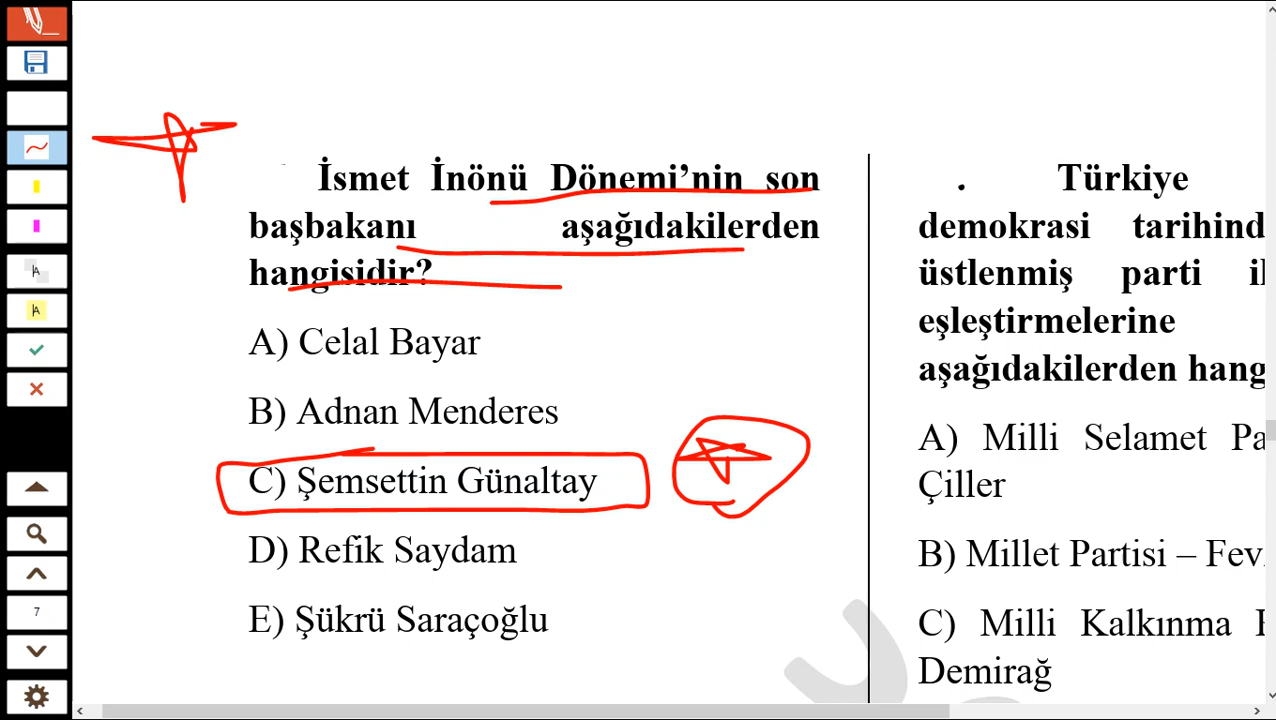 İsmet İnönü Dönemi’nin son
başbakanı aşağıdakilerden
hangisidir?
A) Celal Bayar
B) Adnan Menderes
C) Şemsettin Günaltay
D) Refik Saydam
E) Şükrü Saraçoğlu
. Türkiye
demokrasi tarihind
üstlenmiş parti il
eşleştirmelerine
aşağıdakilerden hang
A) Milli Selamet Pa
Çiller
B) Millet Partisi – Fev
C) Milli Kalkınma
Demirağ
7